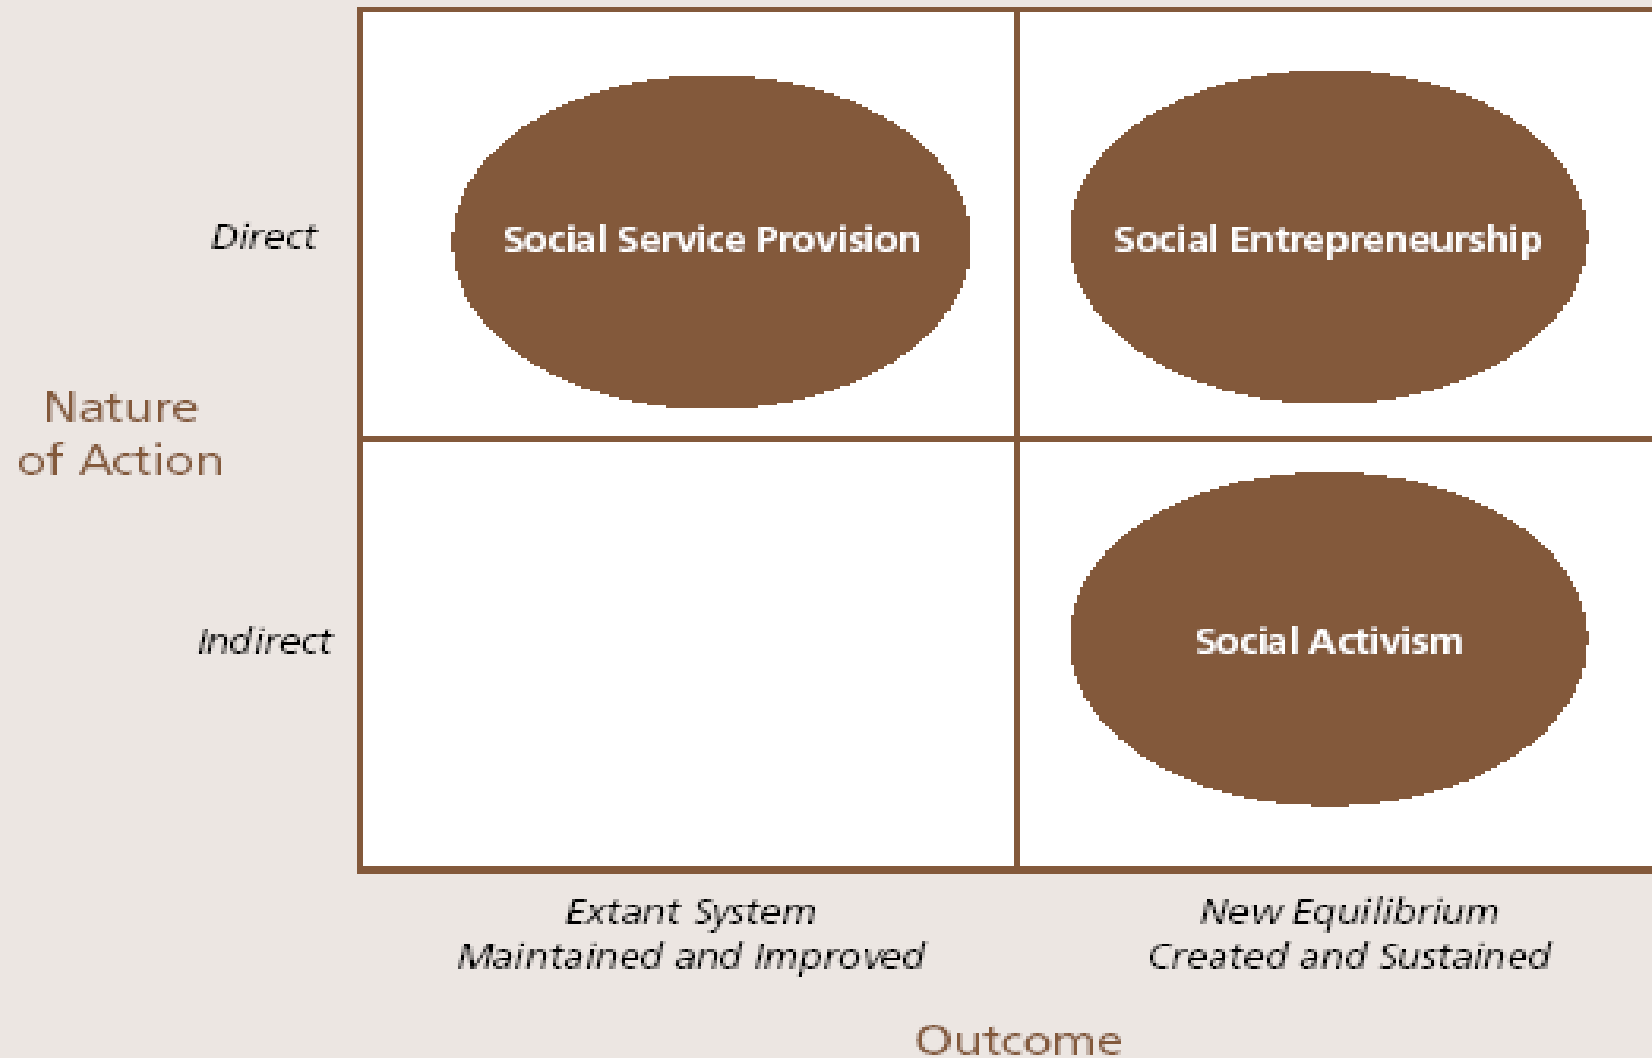 Direct
Social Service Provision
Social Entrepreneurship
Nature
of Action
Indirect
Social Activism
Extant System
Maintained and Improved
New Equilibrium
Created and Sustained
Outcome